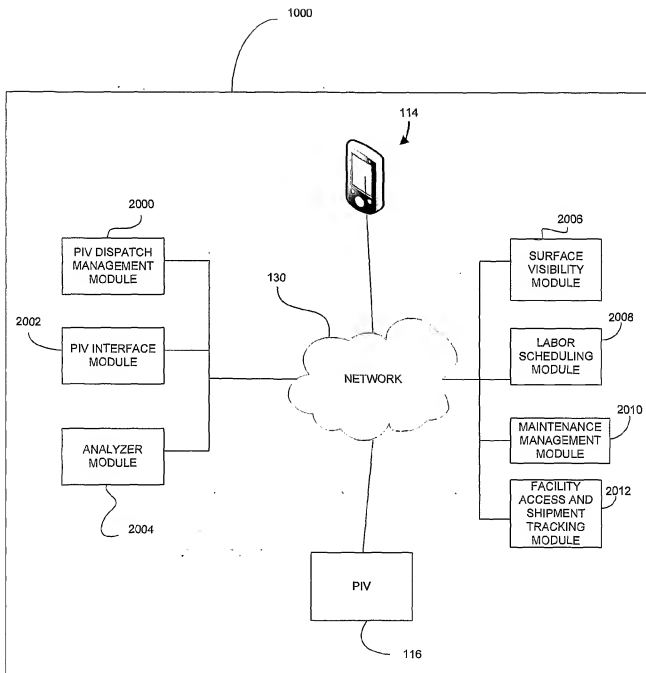 1000
114
2000
PIV DISPATCH
MANAGEMENT
MODULE
2002
PIV INTERFACE
MODULE
ANALYZER
MODULE
2004
130
NETWORK
2006
SURFACE
VISIBILITY
MODULE
2008
LABOR
SCHEDULING
MODULE
MAINTENANCE
MANAGEMENT
MODULE
2010
FACILITY
ACCESS AND
SHIPMENT
TRACKING
MODULE
2012
PIV
116